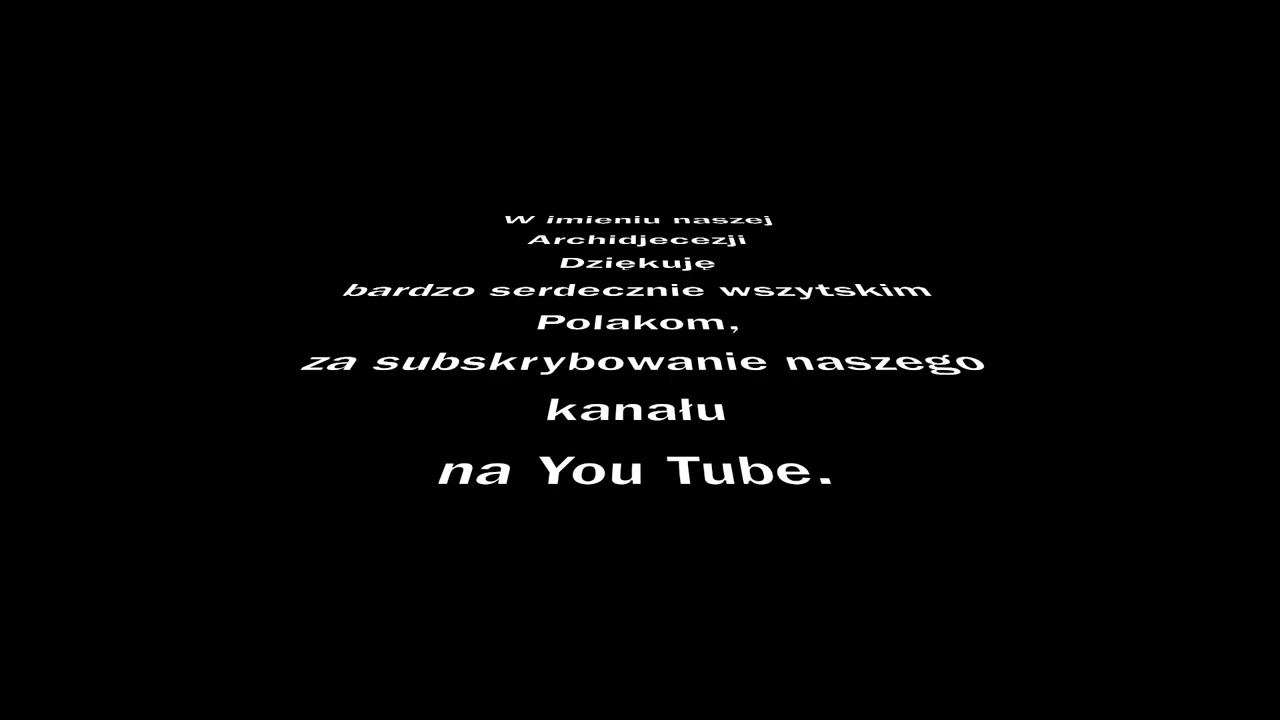 W imieniu naszej
Archidjecezji
Dziękuję
bardzo serdecznie wszytskim
Polakom,
za subskrybowanie naszego
kanału
na You Tube.